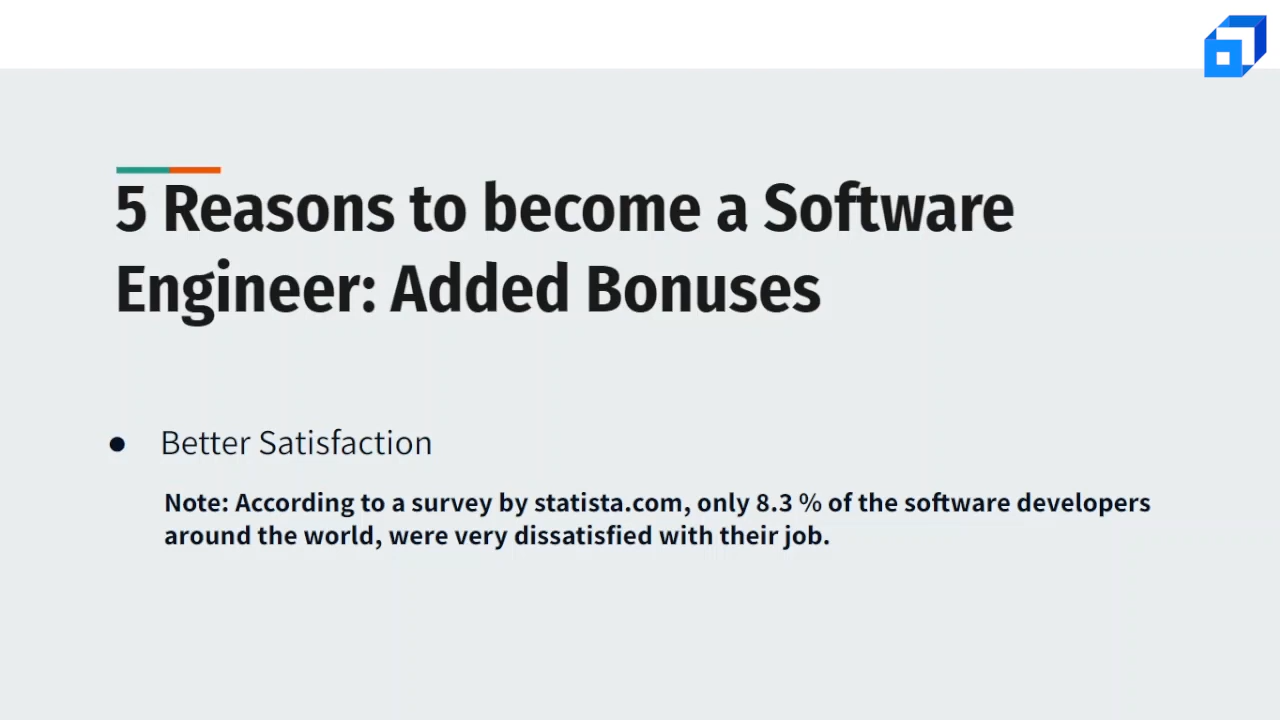 5 Reasons to become a Software
Engineer: Added Bonuses
● Better Satisfaction
Note: According to a survey by statista.com, only 8.3 % of the software developers
around the world, were very dissatisfied with their job.